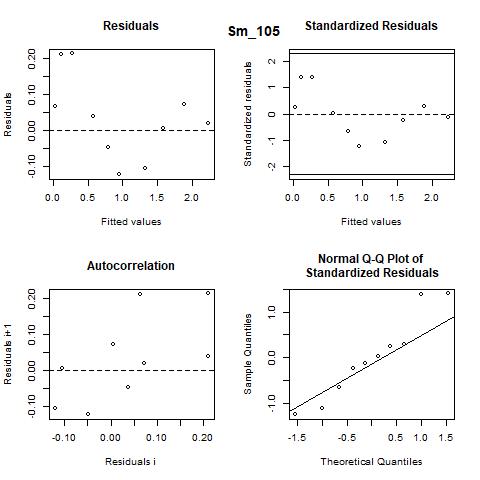 Sm_105
Residuals
Residuals
0.20
0.10
0.00
-0.10
0.0 0.5 1.0 1.5 2.0
Fitted values
Standardized Residuals
Standardized residuals
2
1
0
-1
-2
0.0 0.5 1.0 1.5 2.0
Fitted values
Autocorrelation
Residuals i+1
0.20
0.10
0.00
-0.10
-0.10 0.00 0.10 0.20
Residuals i
Normal Q-Q Plot of
Standardized Residuals
Sample Quantiles
1.0
0.0
-1.0
-1.5 -0.5 0.5 1.0 1.5
Theoretical Quantiles